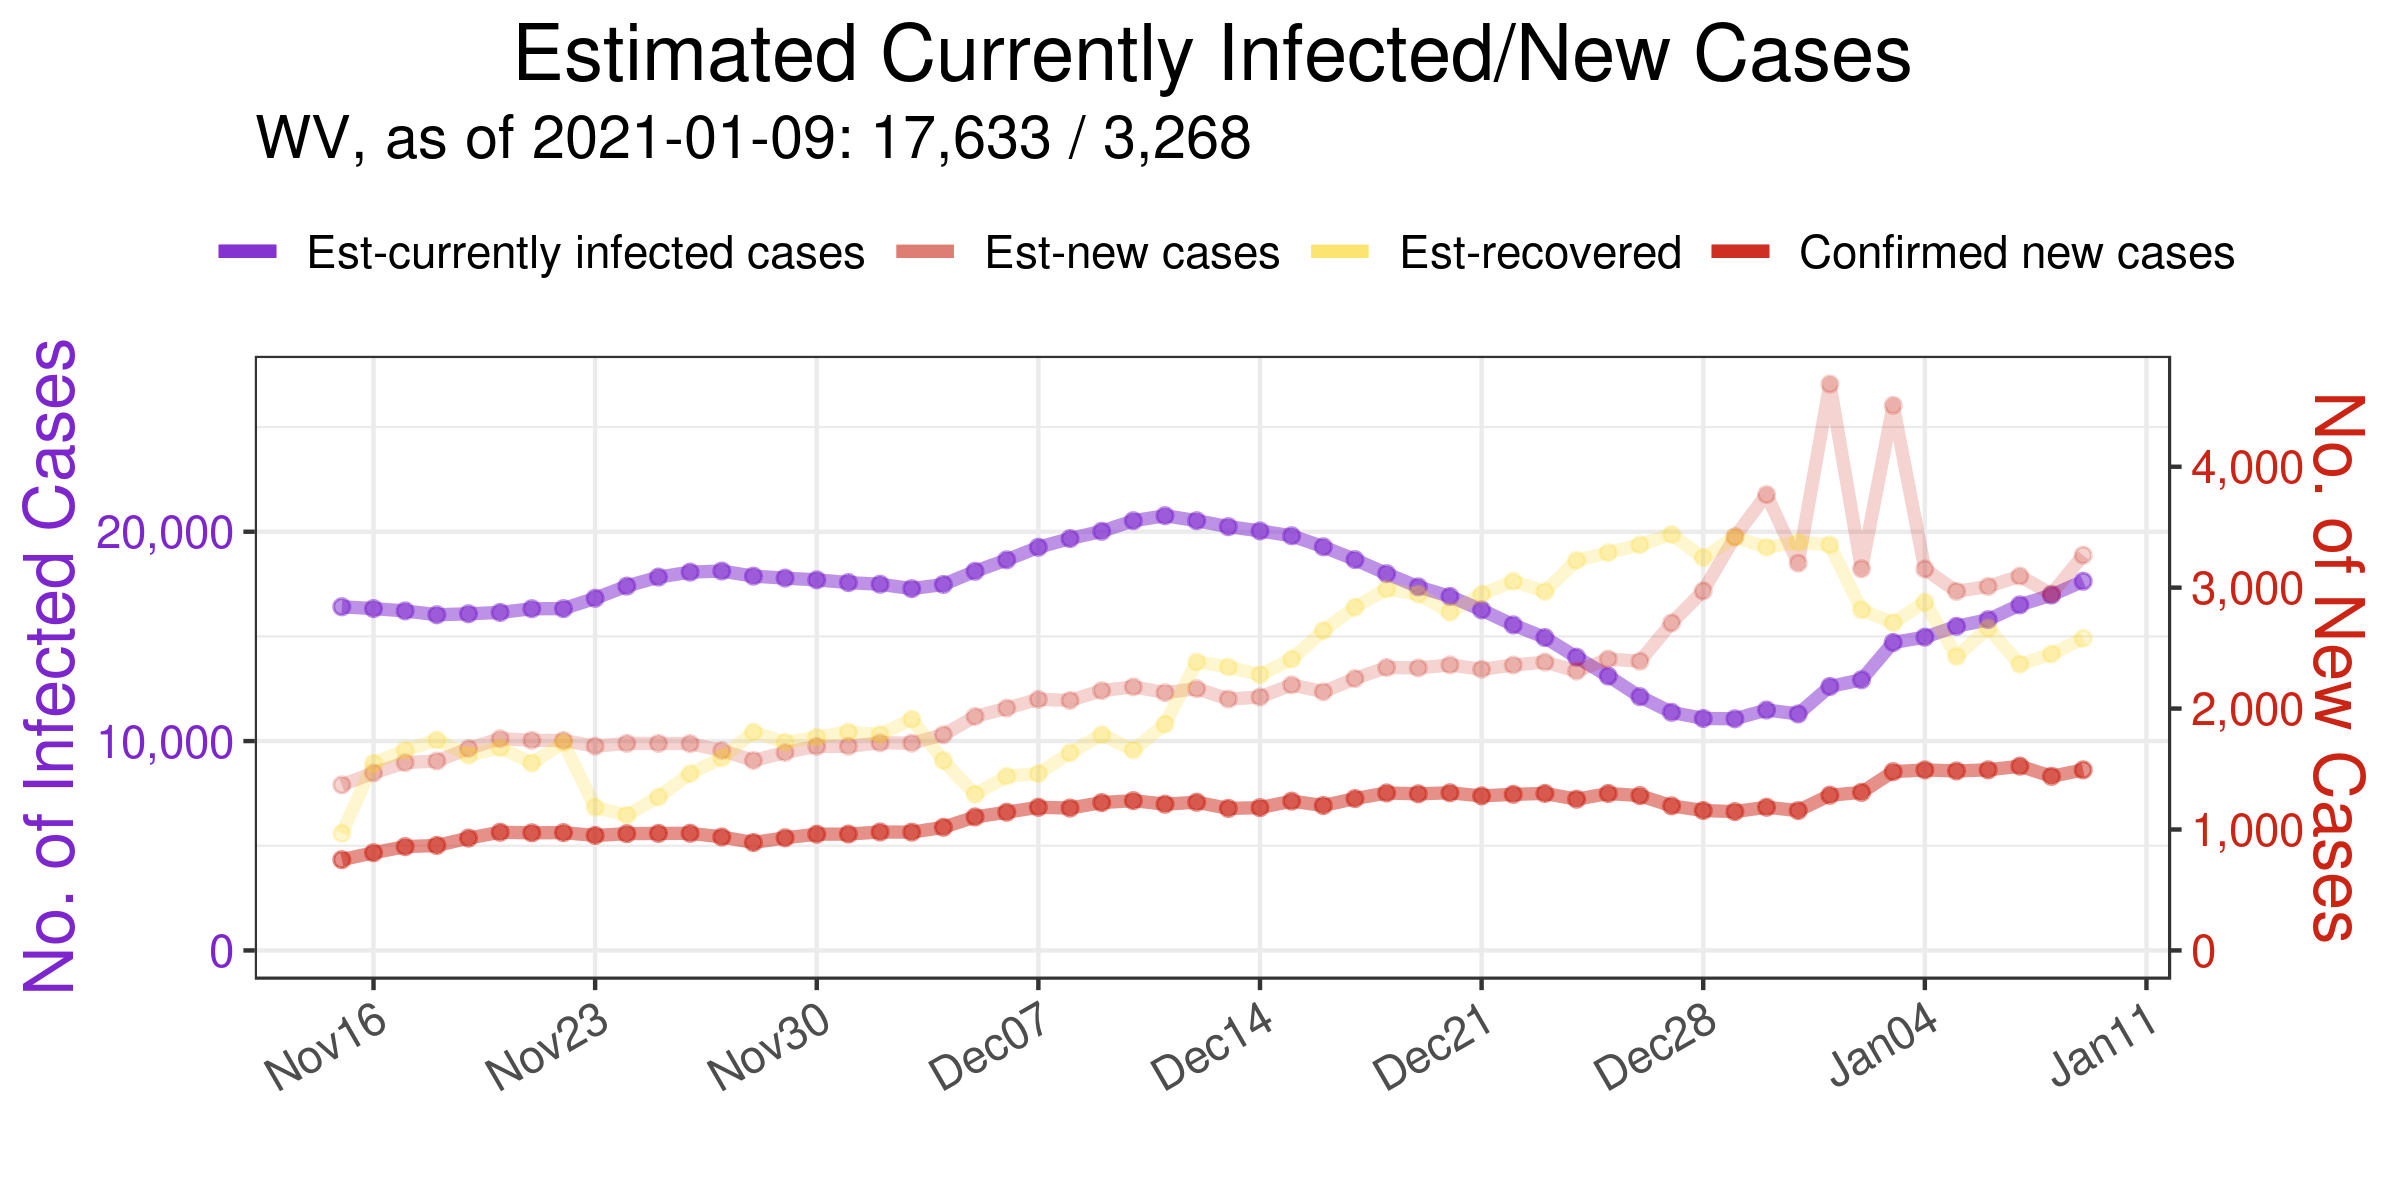 Estimated Currently Infected/New Cases
WV, as of 2021-01-09: 17,633 / 3,268
Est-currently infected cases
Est-new cases
Est-recovered
Confirmed new cases
No. of Infected Cases
20,000
10,000
0
4,000
3,000
2,000
1,000
0
No. of New Cases
Nov16
Nov23
Nov30
Dec07
Dec14
Dec21
Dec28
Jan04
Jan11